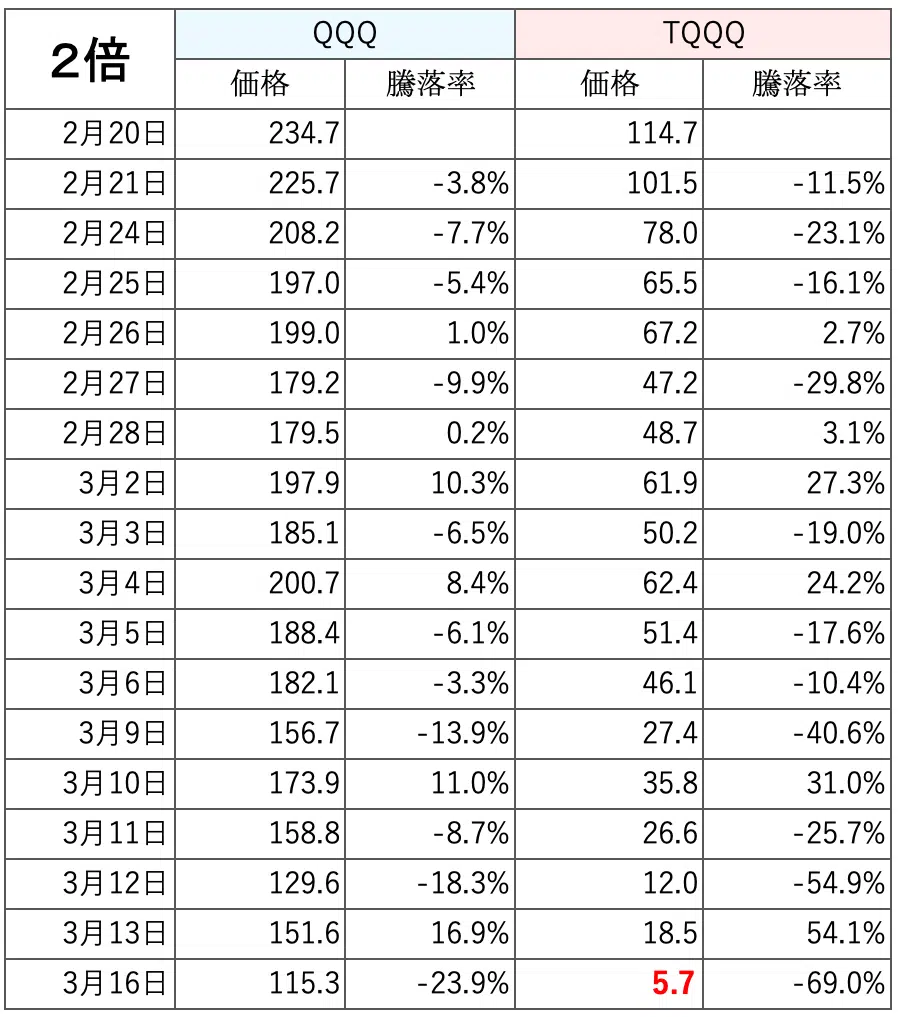 ２倍 QQQ TQQQ
価格 騰落率 価格 騰落率
2月20日 234.7 114.7
2月21日 225.7 -3.8% 101.5 -11.5%
2月24日 208.2 -7.7% 78.0 -23.1%
2月25日 197.0 -5.4% 65.5 -16.1%
2月26日 199.0 1.0% 67.2 2.7%
2月27日 179.2 -9.9% 47.2 -29.8%
2月28日 179.5 0.2% 48.7 3.1%
3月2日 197.9 10.3% 61.9 27.3%
3月3日 185.1 -6.5% 50.2 -19.0%
3月4日 200.7 8.4% 62.4 24.2%
3月5日 188.4 -6.1% 51.4 -17.6%
3月6日 182.1 -3.3% 46.1 -10.4%
3月9日 156.7 -13.9% 27.4 -40.6%
3月10日 173.9 11.0% 35.8 31.0%
3月11日 158.8 -8.7% 26.6 -25.7%
3月12日 129.6 -18.3% 12.0 -54.9%
3月13日 151.6 16.9% 18.5 54.1%
3月16日 115.3 -23.9% 5.7 -69.0%